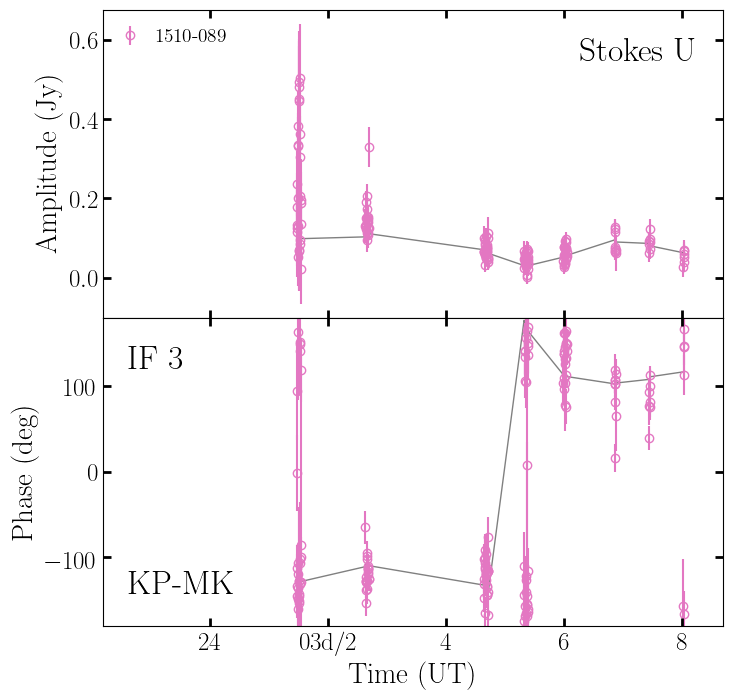 1510-089
Stokes U
0.6
0.4
0.2
0.0
Amplitude (Jy)
IF 3
100
0
−100
Phase (deg)
KP-MK
24 03d/2 4 6 8
Time (UT)